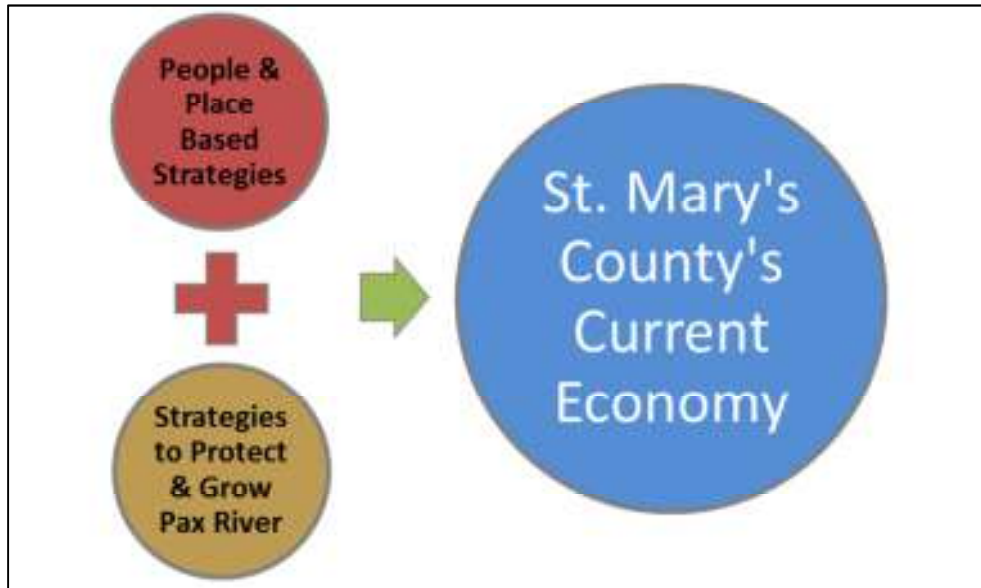 People &
Place
Based
Strategies
Strategies
to Protect
& Grow
Pax River
St. Mary's
County's
Current
Economy